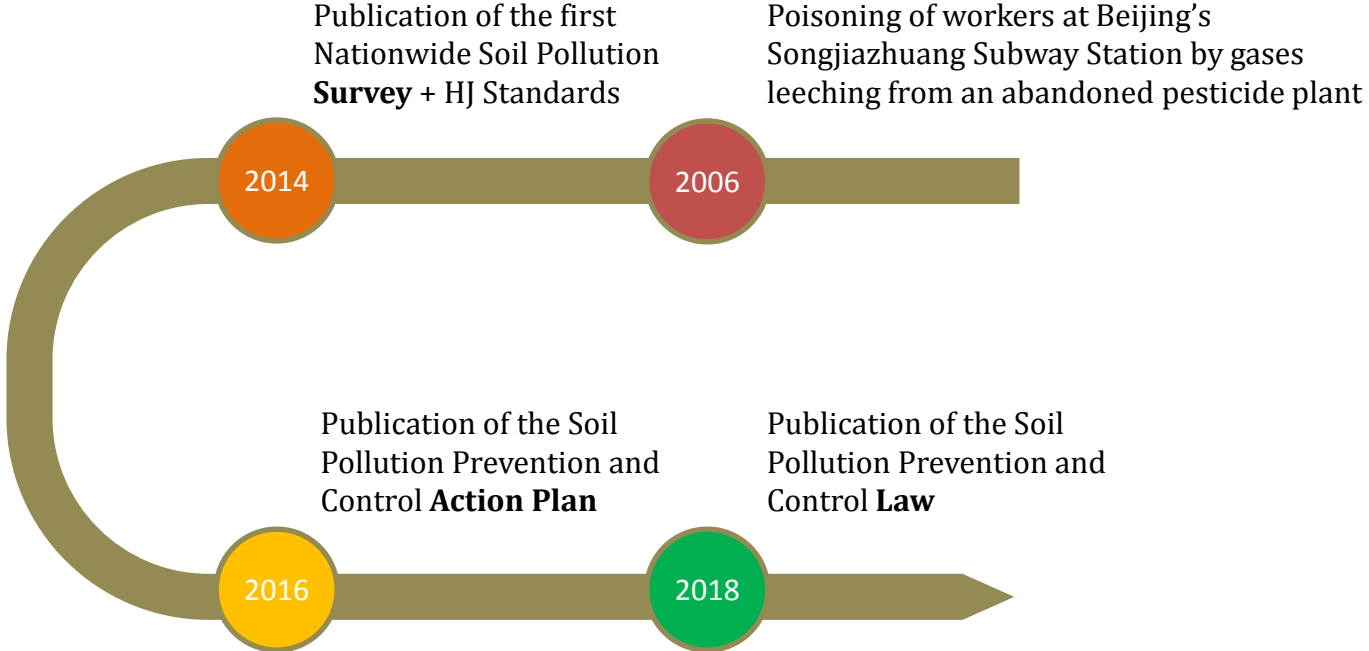 Publication of the first
Nationwide Soil Pollution
Survey + HJ Standards
Poisoning of workers at Beijing's
Songjiazhuang Subway Station by gases
leeching from an abandoned pesticide plant
2014
2006
Publication of the Soil
Pollution Prevention and
Control Action Plan
Publication of the Soil
Pollution Prevention and
Control Law
2016
2018